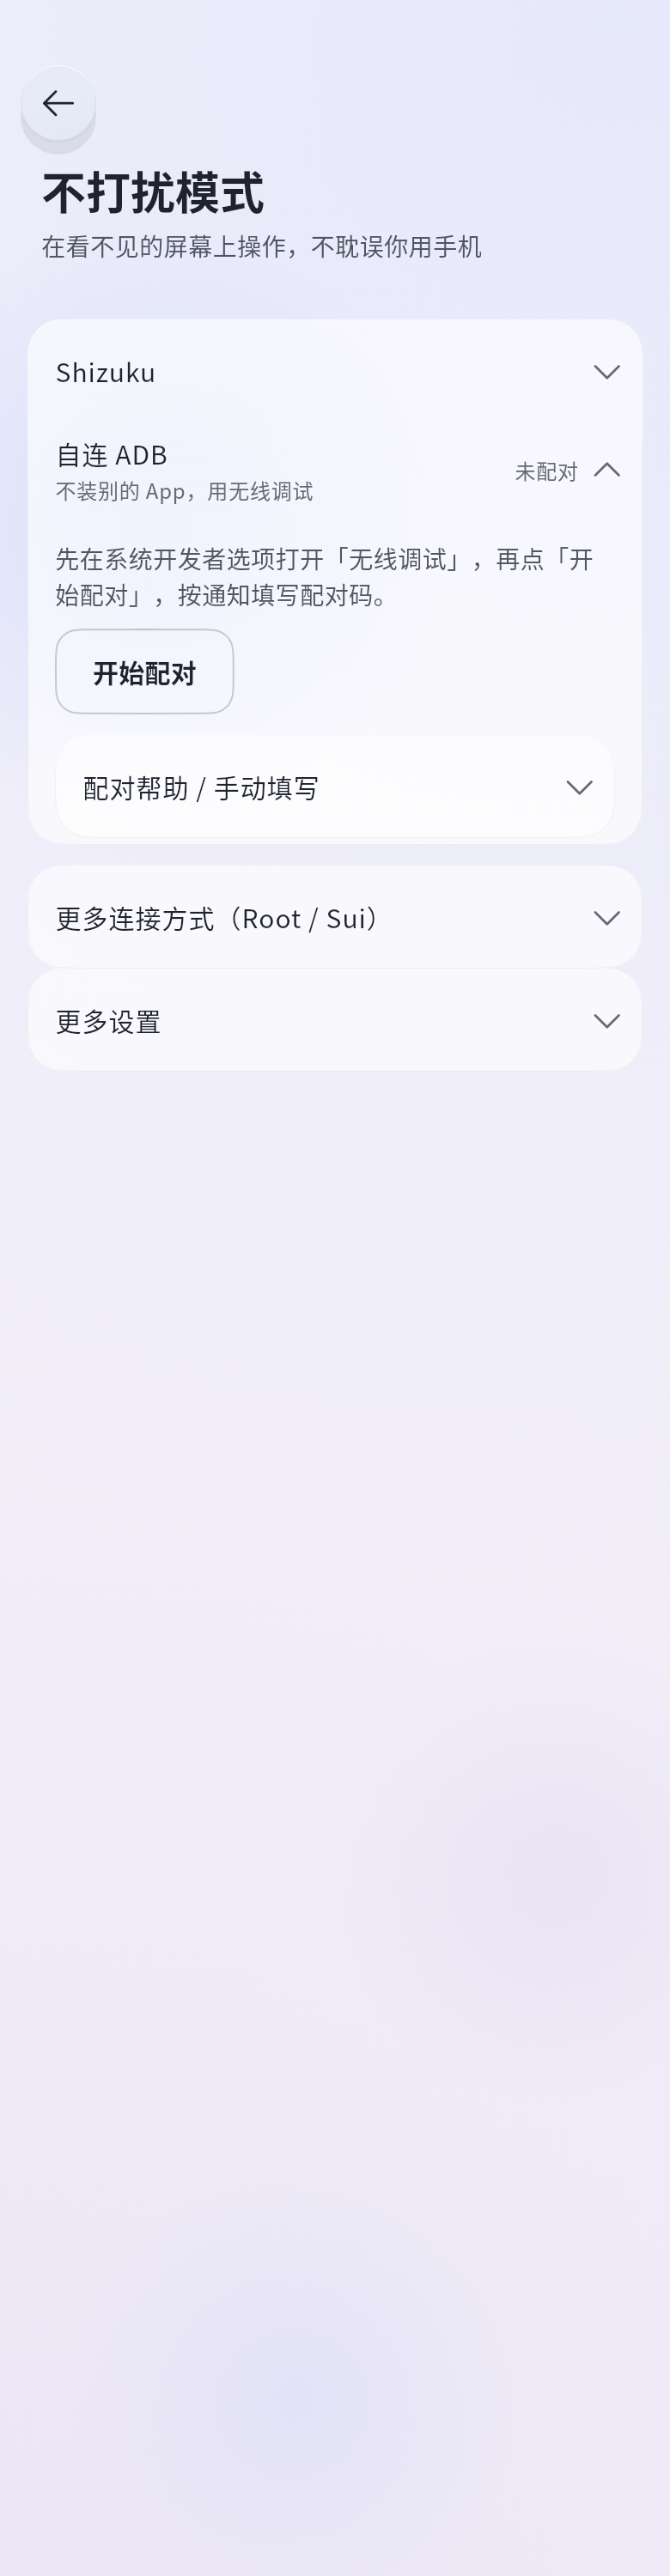 不打扰模式
在看不见的屏幕上操作，不耽误你用手机
Shizuku
自连 ADB
不装别的 App，用无线调试
未配对
先在系统开发者选项打开「无线调试」，再点「开
始配对」，按通知填写配对码。
开始配对
配对帮助 / 手动填写
更多连接方式（Root / Sui）
更多设置